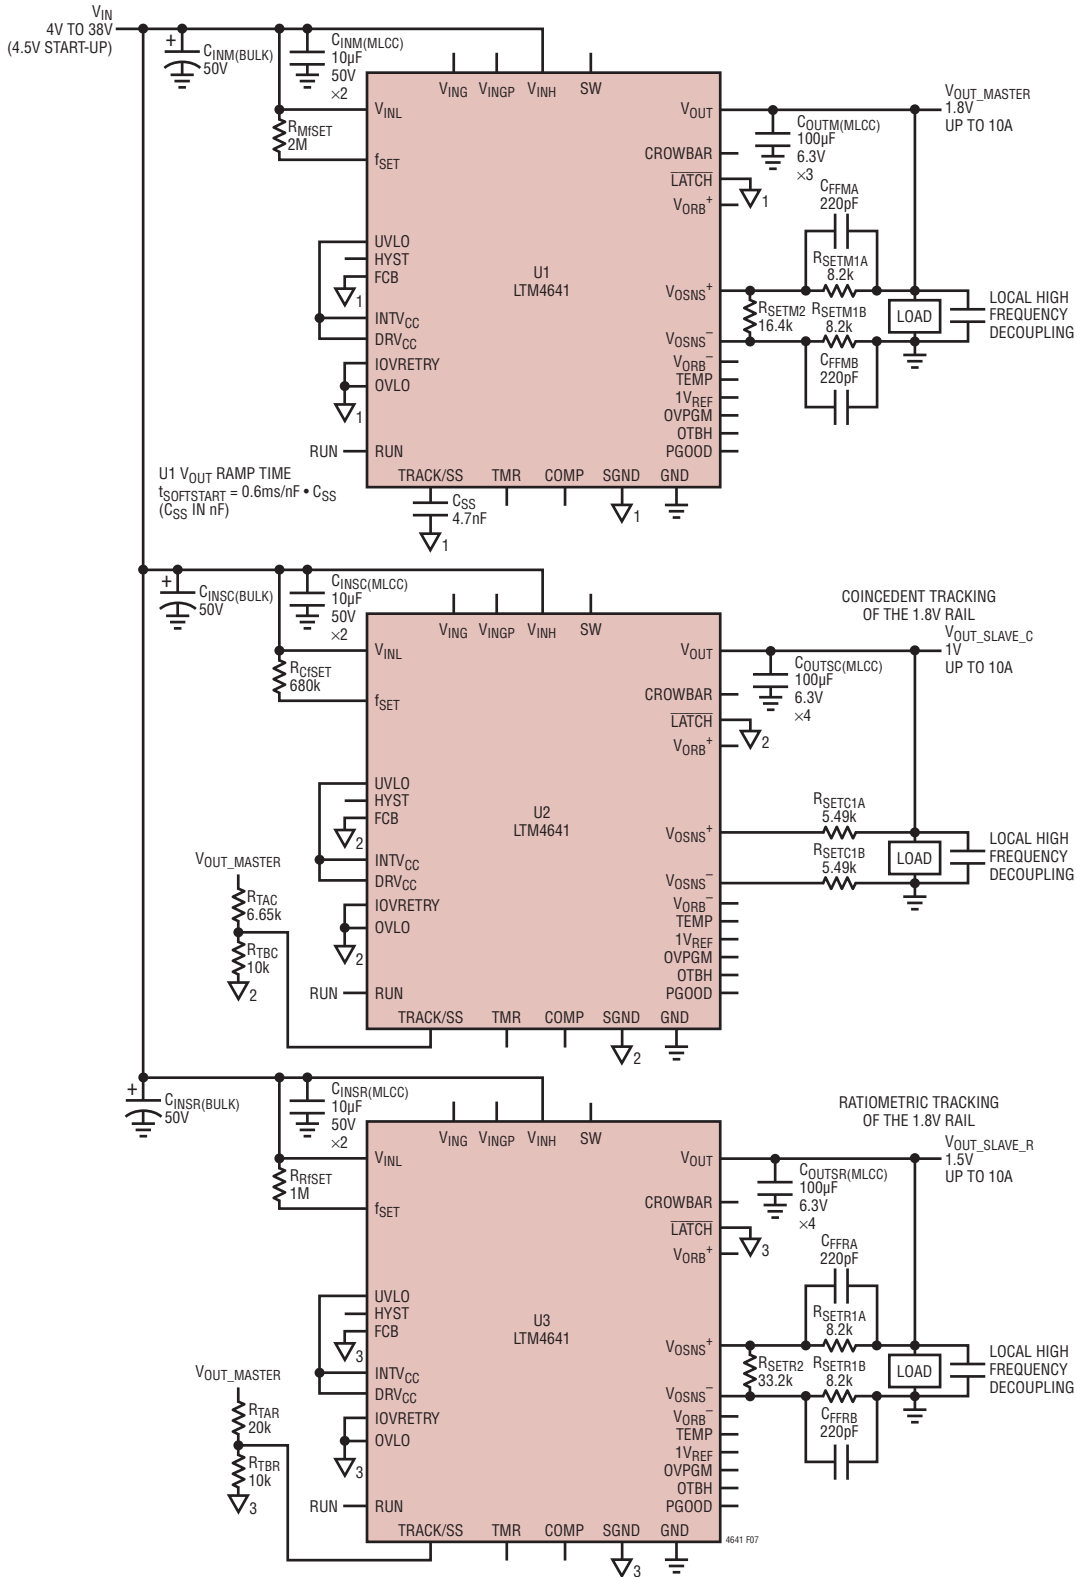 VIN
4V TO 38V
(4.5V START-UP)
+
CINM(BULK)
50V
CINM(MLCC)
10µF
50V
×2
VING
VINGP
VINH
SW
VINL
RMfSET
2M
fSET
VOUT
VOUT_MASTER
1.8V
UP TO 10A
COUTM(MLCC)
100µF
6.3V
×3
CROWBAR
LATCH
1
VORB+
CFFMA
220pF
UVLO
HYST
FCB
1
U1
LTM4641
RSETM1A
8.2k
VOSNS+
RSETM2
16.4k
RSETM1B
8.2k
LOAD
LOCAL HIGH
FREQUENCY
DECOUPLING
INTVCC
DRVCC
VOSNS–
CFFMB
220pF
VORB–
IOVRETRY
OVLO
1
TEMP
1VREF
OVPGM
OTBH
PGOOD
RUN
RUN
U1 VOUT RAMP TIME
tSOFTSTART = 0.6ms/nF • CSS
(CSS IN nF)
TRACK/SS
TMR
COMP
SGND
GND
CSS
4.7nF
1
1
+
CINSC(BULK)
50V
CINSC(MLCC)
10µF
50V
×2
COINCEDENT TRACKING
OF THE 1.8V RAIL
VING
VINGP
VINH
SW
VINL
RCfSET
680k
fSET
VOUT
VOUT_SLAVE_C
1V
UP TO 10A
COUTSC(MLCC)
100µF
6.3V
×4
CROWBAR
LATCH
2
VORB+
UVLO
HYST
FCB
2
U2
LTM4641
RSETC1A
5.49k
VOSNS+
RSETC1B
5.49k
LOAD
LOCAL HIGH
FREQUENCY
DECOUPLING
VOUT_MASTER
INTVCC
DRVCC
VOSNS–
RTAC
6.65k
RTBC
10k
2
VORB–
IOVRETRY
OVLO
2
TEMP
1VREF
OVPGM
OTBH
PGOOD
RUN
RUN
TRACK/SS
TMR
COMP
SGND
GND
2
+
CINSR(BULK)
50V
CINSR(MLCC)
10µF
50V
×2
RATIOMETRIC TRACKING
OF THE 1.8V RAIL
VING
VINGP
VINH
SW
VINL
RRfSET
1M
fSET
VOUT
VOUT_SLAVE_R
1.5V
UP TO 10A
COUTSR(MLCC)
100µF
6.3V
×4
CROWBAR
LATCH
3
VORB+
CFFRA
220pF
UVLO
HYST
FCB
3
U3
LTM4641
RSETR1A
8.2k
VOSNS+
RSETR2
33.2k
RSETR1B
8.2k
LOAD
LOCAL HIGH
FREQUENCY
DECOUPLING
VOUT_MASTER
INTVCC
DRVCC
VOSNS–
CFFRB
220pF
RTAR
20k
RTBR
10k
3
VORB–
IOVRETRY
OVLO
3
TEMP
1VREF
OVPGM
OTBH
PGOOD
RUN
RUN
TRACK/SS
TMR
COMP
SGND
GND
3
4641 F07